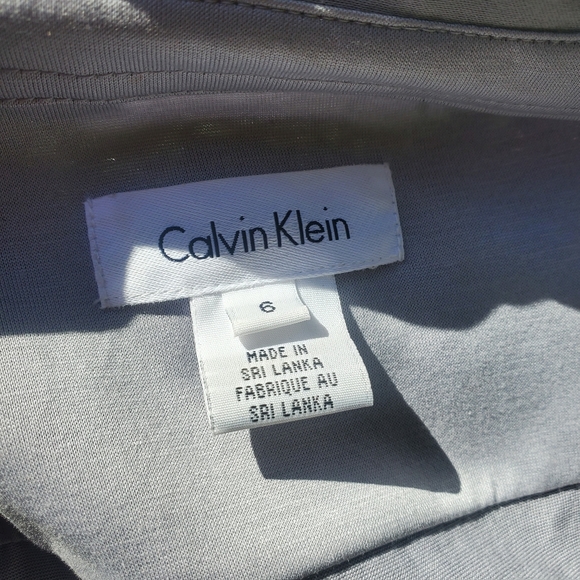 Calvin Klein
6
MADE IN
SRI LANKA
FABRIQUE AU
SRI LANKA